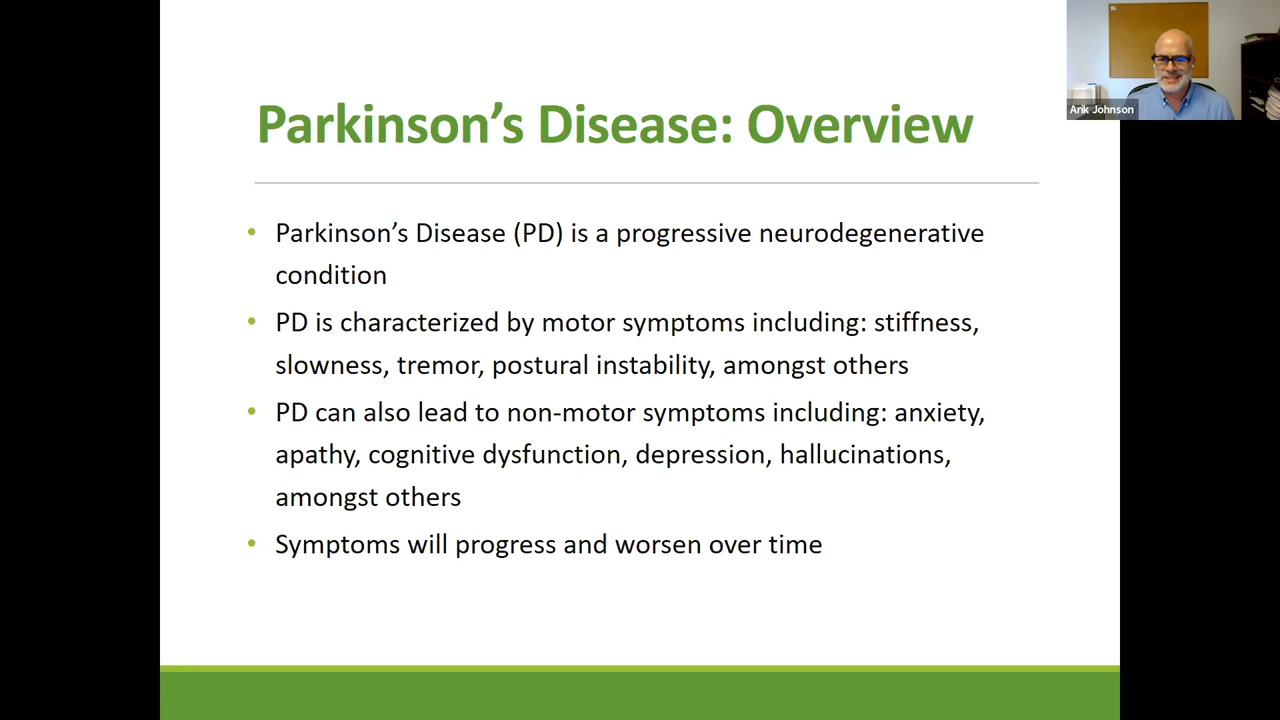 Parkinson’s Disease: Overview
Arik Johnson
• Parkinson’s Disease (PD) is a progressive neurodegenerative
condition
• PD is characterized by motor symptoms including: stiffness,
slowness, tremor, postural instability, amongst others
• PD can also lead to non-motor symptoms including: anxiety,
apathy, cognitive dysfunction, depression, hallucinations,
amongst others
• Symptoms will progress and worsen over time